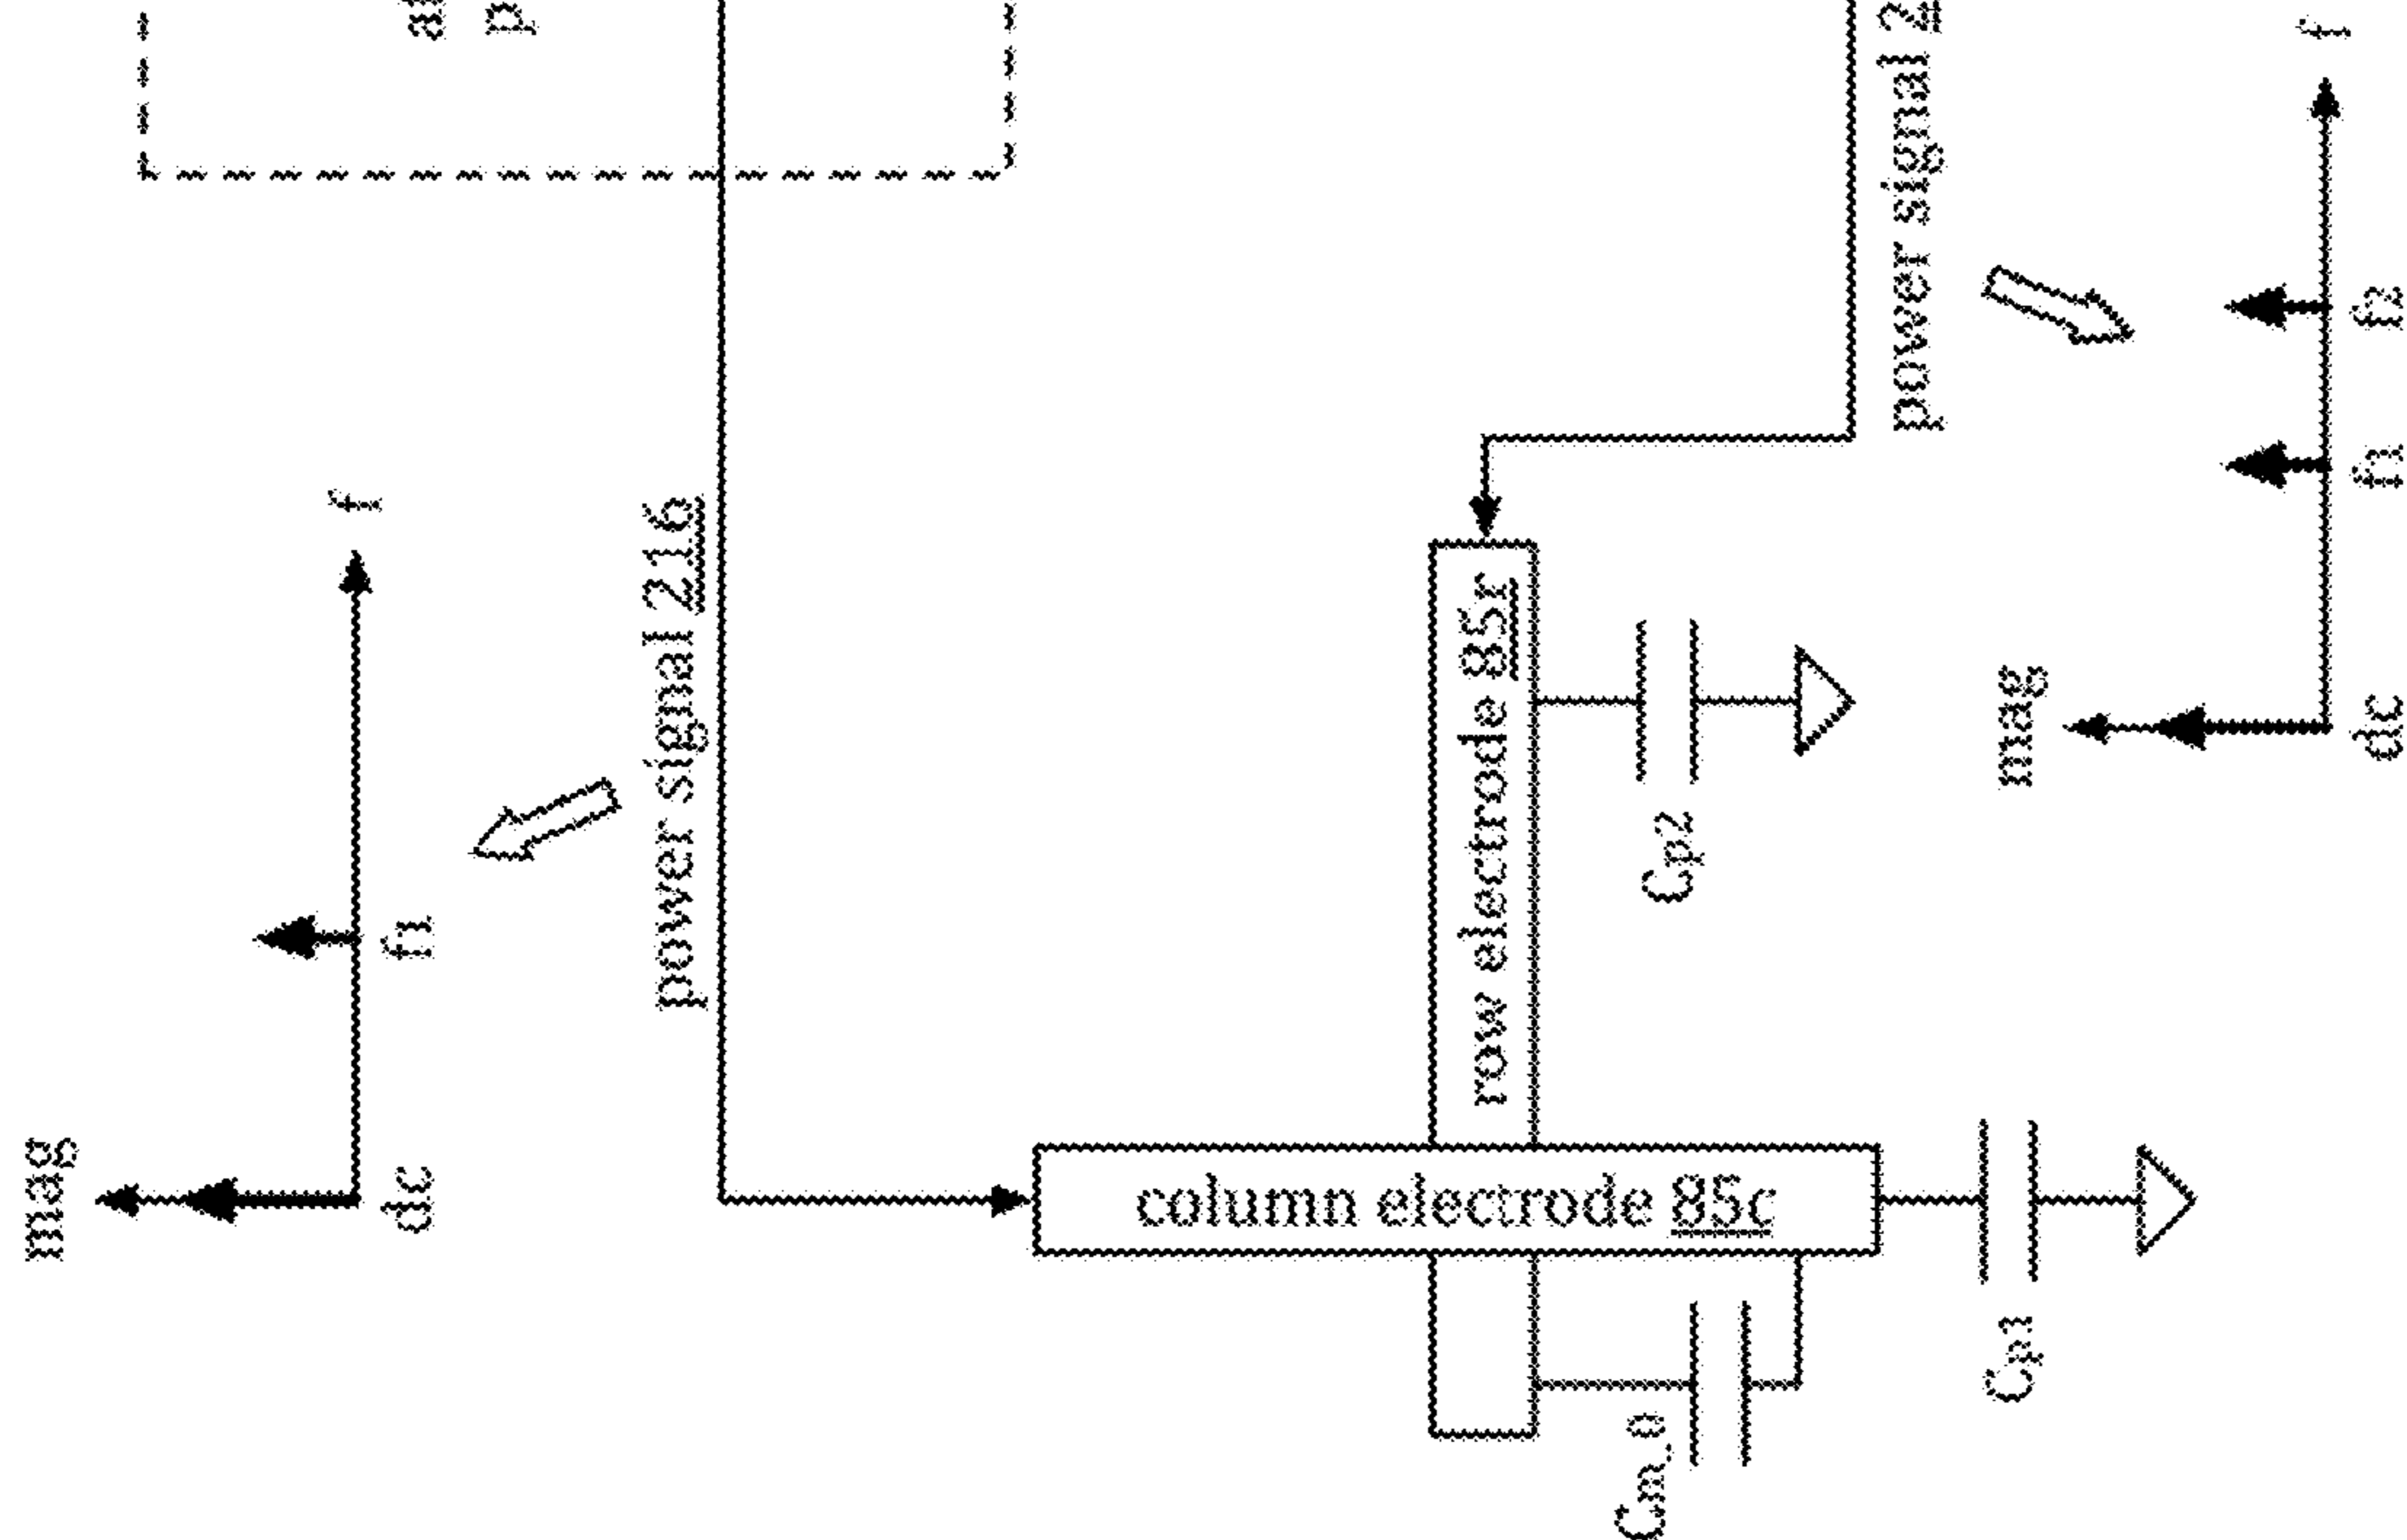 mag
f
f1
dc
power signal 216
row electrode 85r
column electrode 85c
Cp2
Cp1
Cm_0
power signal 2
mag
f
f1
f2
dc